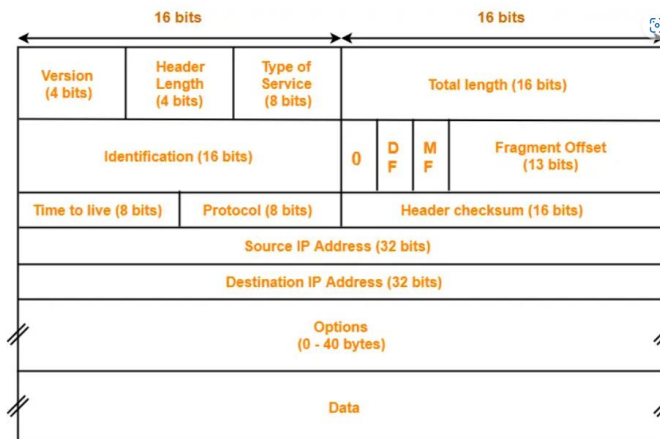 16 bits
16 bits
Version
(4 bits)
Header
Length
(4 bits)
Type of
Service
(8 bits)
Total length (16 bits)
Identification (16 bits)
0
D
F
M
F
Fragment Offset
(13 bits)
Time to live (8 bits)
Protocol (8 bits)
Header checksum (16 bits)
Source IP Address (32 bits)
Destination IP Address (32 bits)
Options
(0 - 40 bytes)
Data